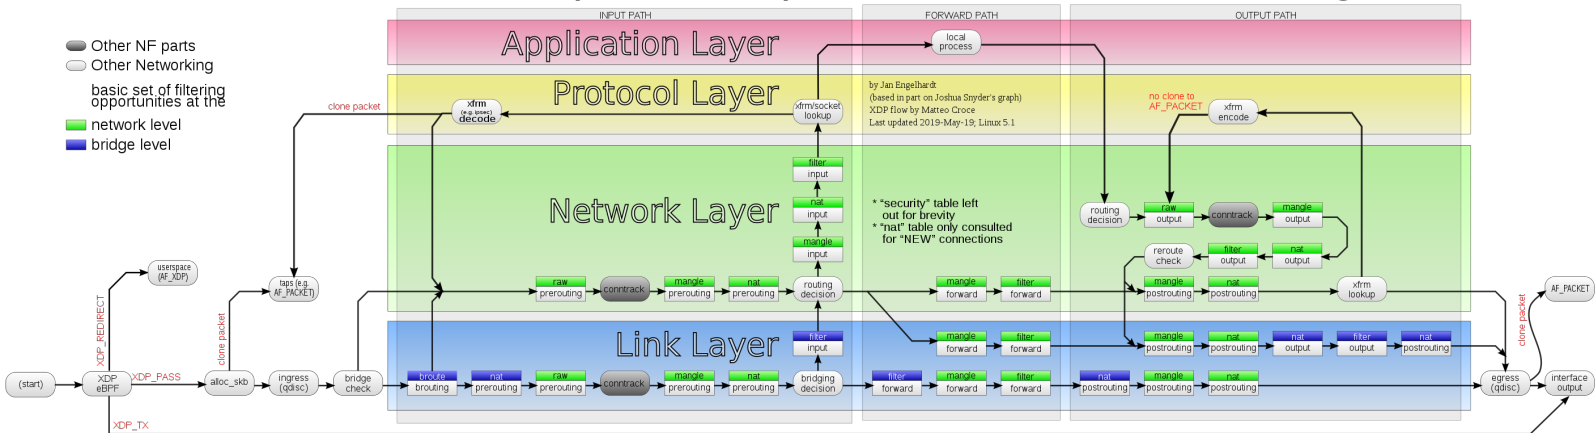 INPUT PATH
FORWARD PATH
OUTPUT PATH
Application Layer
local
process
Other NF parts
Other Networking
basic set of filtering
opportunities at the
network level
bridge level
Protocol Layer
clone packet
xfrm
(e.g. ipsec)
decode
xfrm/socket
lookup
by Jan Engelhardt
(based in part on Joshua Snyder's graph)
XDP flow by Matteo Croce
Last updated 2019-May-19; Linux 5.1
no clone to
AF_PACKET
xfrm
encode
Network Layer
filter
input
nat
input
mangle
input
* "security" table left
out for brevity
* "nat" table only consulted
for "NEW" connections
routing
decision
raw
output
conntrack
mangle
output
reroute
check
filter
output
nat
output
userspace
(AF_XDP)
taps (e.g.
AF_PACKET)
raw
prerouting
conntrack
mangle
prerouting
nat
prerouting
routing
decision
mangle
forward
filter
forward
mangle
postrouting
nat
postrouting
xfrm
lookup
AF_PACKET
XDP_REDIRECT
clone packet
clone packet
Link Layer
filter
input
mangle
forward
filter
forward
mangle
postrouting
nat
postrouting
nat
output
filter
output
nat
postrouting
(start)
XDP
eBPF
XDP_PASS
alloc_skb
ingress
(qdisc)
bridge
check
broute
brouting
nat
prerouting
raw
prerouting
conntrack
mangle
prerouting
nat
prerouting
bridging
decision
filter
forward
mangle
forward
filter
forward
nat
postrouting
mangle
postrouting
nat
postrouting
egress
(qdisc)
interface
output
XDP_TX